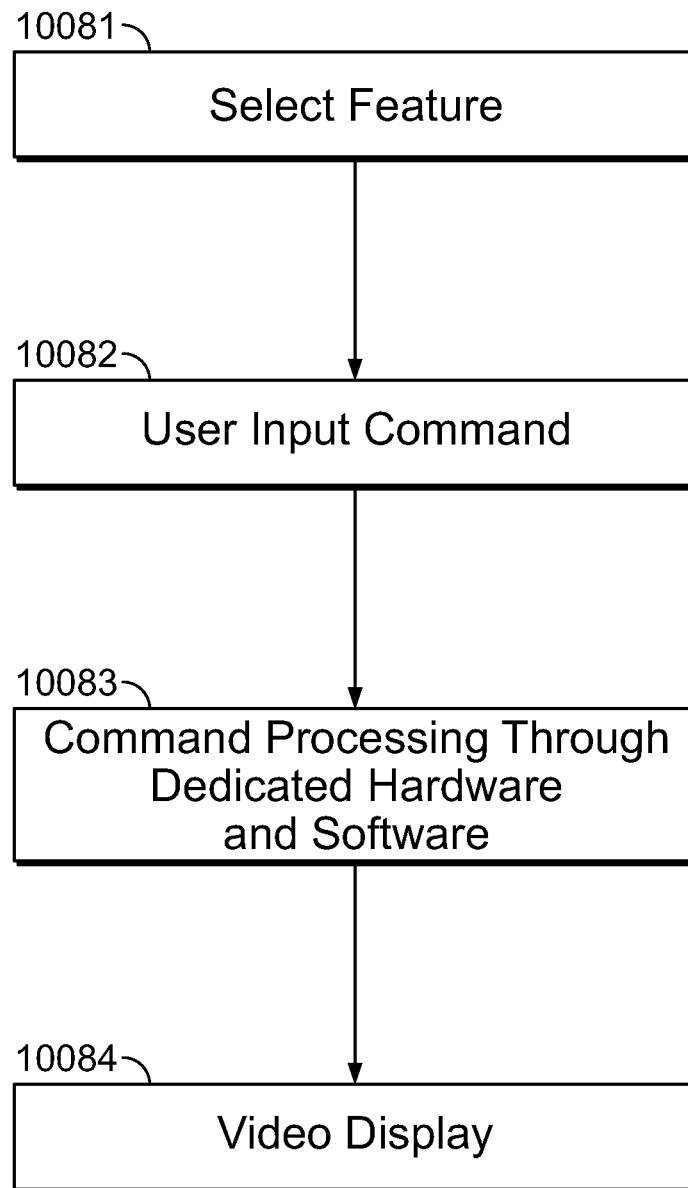 10081
Select Feature
10082
User Input Command
10083
Command Processing Through
Dedicated Hardware
and Software
10084
Video Display